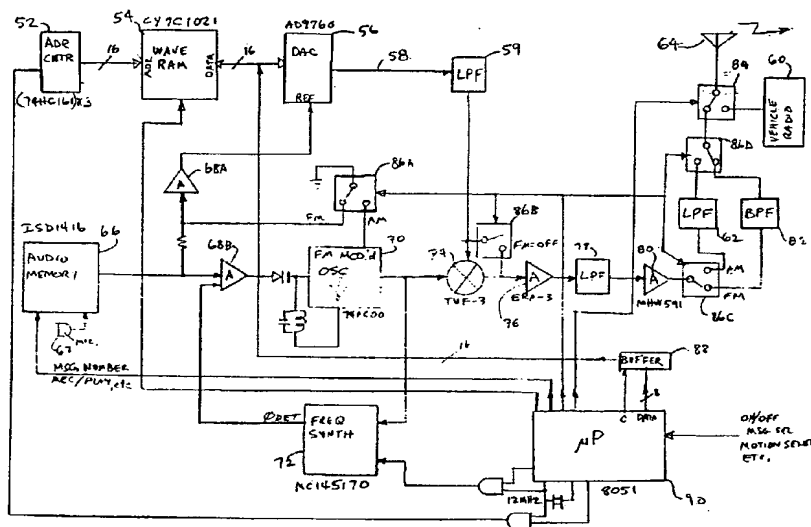 52
ADR
CNTR
(74HC161)x3
16
54
CY7C1021
WAVE
RAM
ADR
DATA
16
AD9760
56
DAC
REF
58
59
LPF
64
84
60
VEHICLE
RADIO
86D
LPF
62
BPF
82
68A
A
86A
FM
AM
ISD1416
66
AUDIO
MEMORY
67
MIC.
68B
A
FM MOD'd
OSC
70
74
TUF-3
86B
FM=OFF
ERA-3
76
78
LPF
80
A
MHW591
AM
FM
86C
MSG NUMBER
REC/PLAY, etc
16
88
BUFFER
8
C
DATA
ØDET
FREQ
SYNTH
72
MC145170
12MHZ
µP
8051
90
ON/OFF
MSG SEL
MOTION SENSE
ETC.